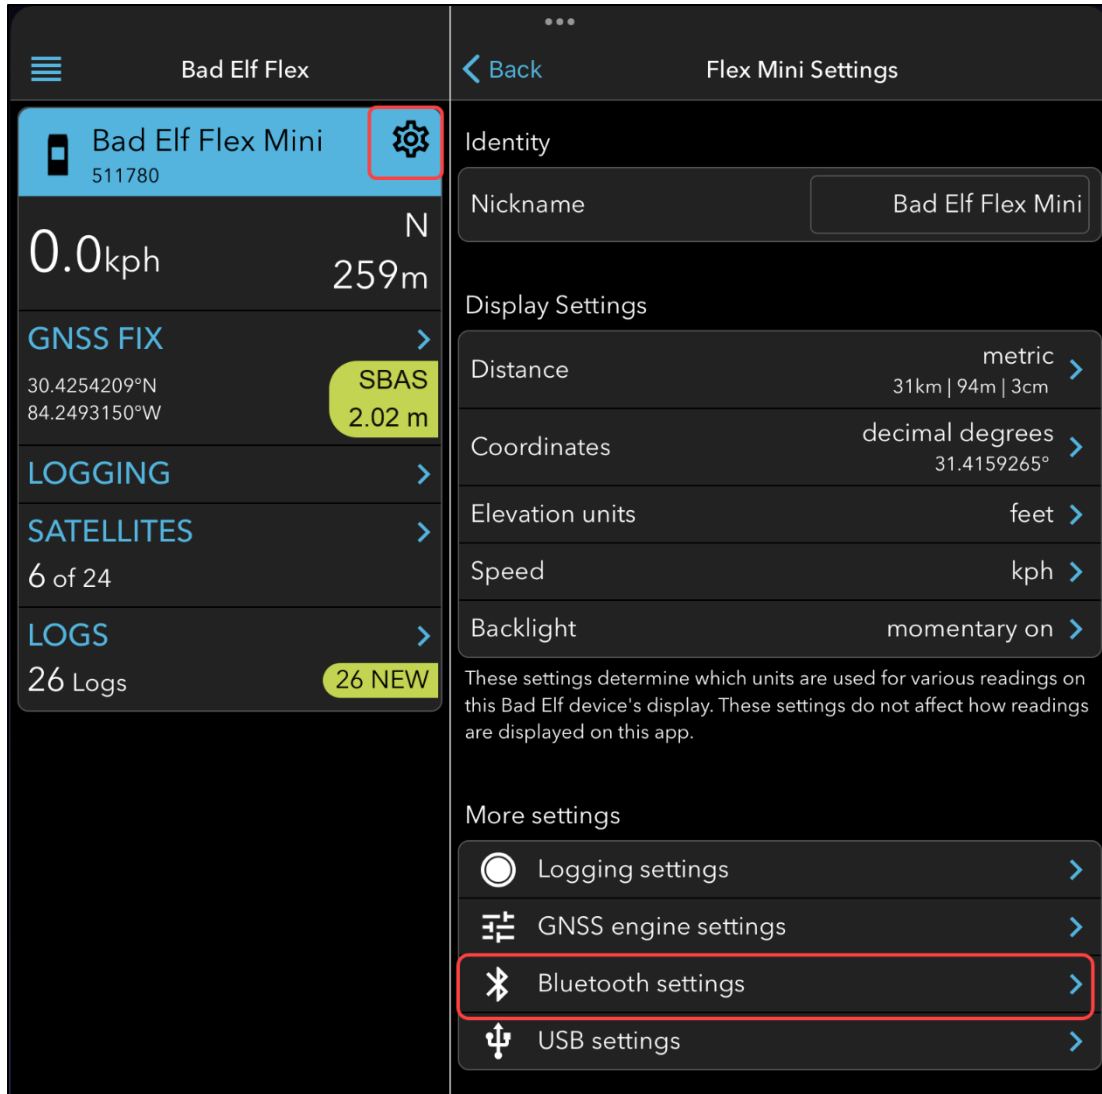 Bad Elf Flex
Bad Elf Flex Mini
511780
0.0kph
N
259m
GNSS FIX
30.4254209°N
84.2493150°W
SBAS
2.02 m
LOGGING
SATELLITES
6 of 24
LOGS
26 Logs
26 NEW
Back
Flex Mini Settings
Identity
Nickname
Bad Elf Flex Mini
Display Settings
Distance
metric
31km | 94m | 3cm
Coordinates
decimal degrees
31.4159265°
Elevation units
feet
Speed
kph
Backlight
momentary on
These settings determine which units are used for various readings on
this Bad Elf device's display. These settings do not affect how readings
are displayed on this app.
More settings
Logging settings
GNSS engine settings
Bluetooth settings
USB settings